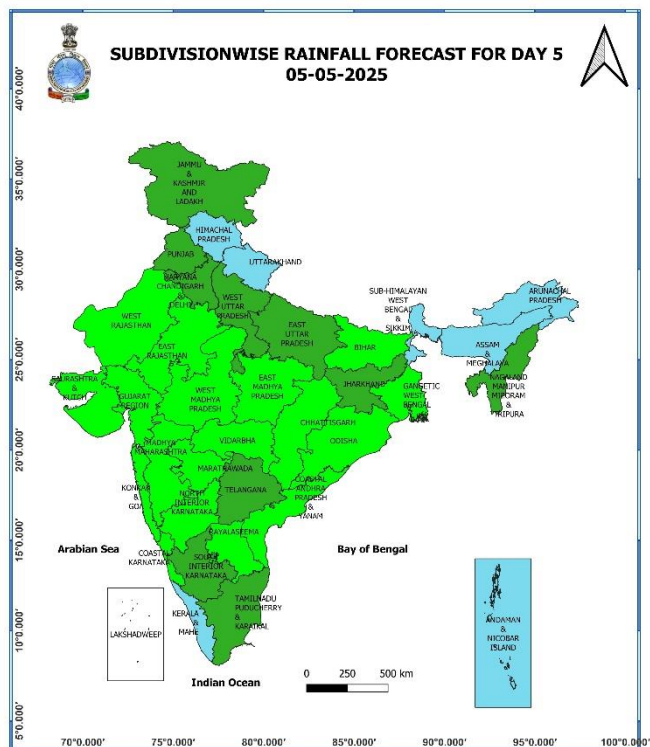 SUBDIVISIONWISE RAINFALL FORECAST FOR DAY 5
05-05-2025
40°0.000'
35°0.000'
30°0.000'
25°0.000'
20°0.000'
15°0.000'
10°0.000'
5°0.000'
JAMMU
&
KASHMIR
AND
LADAKH
HIMACHAL
PRADESH
PUNJAB
UTTARAKHAND
HARYANA
CHANDIGARH
&
DELHI
WEST
UTTAR
PRADESH
EAST
UTTAR
PRADESH
WEST
RAJASTHAN
EAST
RAJASTHAN
SUB-HIMALAYAN
WEST
BENGAL
&
SIKKIM
ARUNACHAL
PRADESH
ASSAM
&
MEGHALAYA
NAGALAND
MANIPUR
MIZORAM
&
TRIPURA
BIHAR
JHARKHAND
GANGETIC
WEST
BENGAL
SAURASHTRA
&
KUTCH
GUJARAT
REGION
WEST
MADHYA
PRADESH
EAST
MADHYA
PRADESH
CHHATTISGARH
ODISHA
MADHYA
MAHARASHTRA
VIDARBHA
MARATHWADA
KONKAN
&
GOA
NORTH
INTERIOR
KARNATAKA
TELANGANA
COASTAL
ANDHRA
PRADESH
&
YANAM
RAYALASEEMA
Arabian Sea
Bay of Bengal
COASTAL
KARNATAKA
SOUTH
INTERIOR
KARNATAKA
TAMILNADU
PUDUCHERRY
&
KARAIKAL
KERALA
&
MAHE
LAKSHADWEEP
ANDAMAN
&
NICOBAR
ISLAND
Indian Ocean
0 250 500 km
70°0.000' 75°0.000' 80°0.000' 85°0.000' 90°0.000' 95°0.000' 100°0.000'